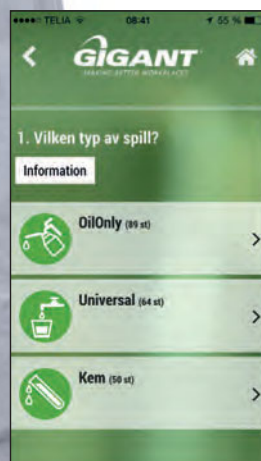 TELIA 08:41 55 %
GIGANT
MAKING BETTER WORKPLACES
1. Vilken typ av spill?
Information
OilOnly (89 st)
Universal (64 st)
Kem (50 st)